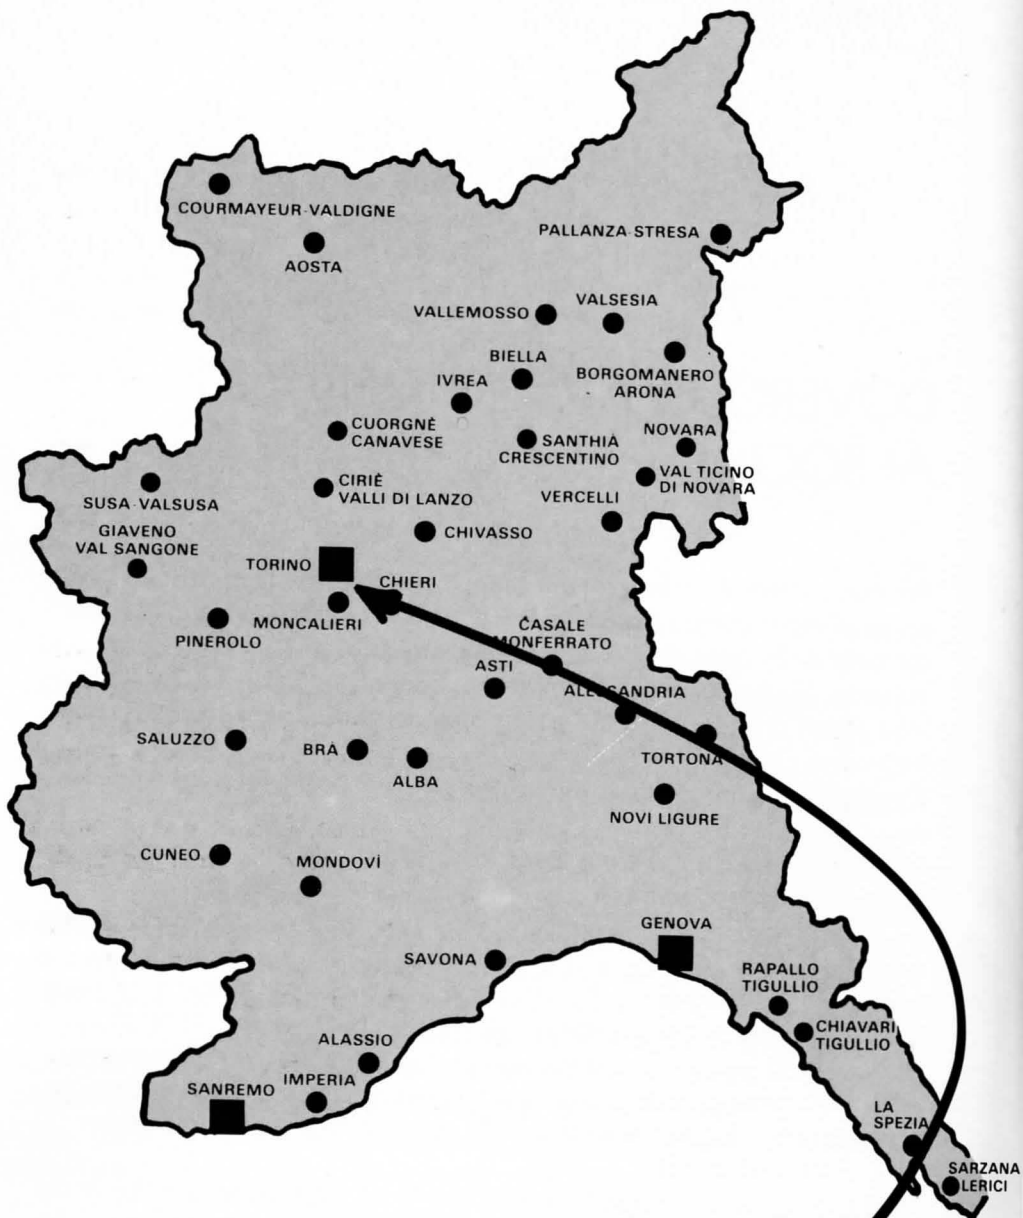 COURMAYEUR-VALDIGNE
AOSTA
PALLANZA-STRESA
VALLEMOSSO
VALSESIA
BIELLA
IVREA
BORGOMANERO
ARONA
CUORGNÈ
CANAVESE
SANTHIÀ
CRESCENTINO
NOVARA
VAL TICINO
DI NOVARA
SUSA-VALSUSA
CIRIÈ
VALLI DI LANZO
VERCELLI
GIAVENO
VAL SANGONE
CHIVASSO
TORINO
CHIERI
MONCALIERI
PINEROLO
CASALE
MONFERRATO
ASTI
ALESSANDRIA
SALUZZO
BRÀ
ALBA
TORTONA
NOVI LIGURE
CUNEO
MONDOVÌ
GENOVA
SAVONA
RAPALLO
TIGULLIO
CHIAVARI
TIGULLIO
ALASSIO
SANREMO
IMPERIA
LA
SPEZIA
SARZANA
LERICI